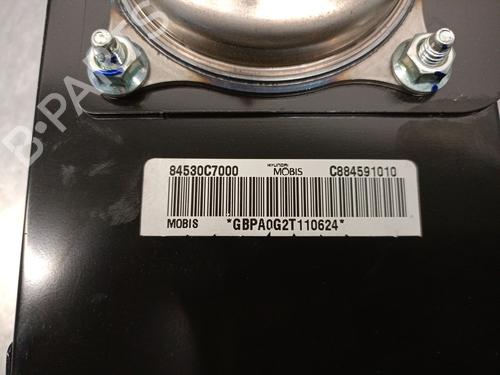 B-PARTS
84530C7000 HYUNDAI MOBIS C884591010
MOBIS *GBPA0G2T110624*